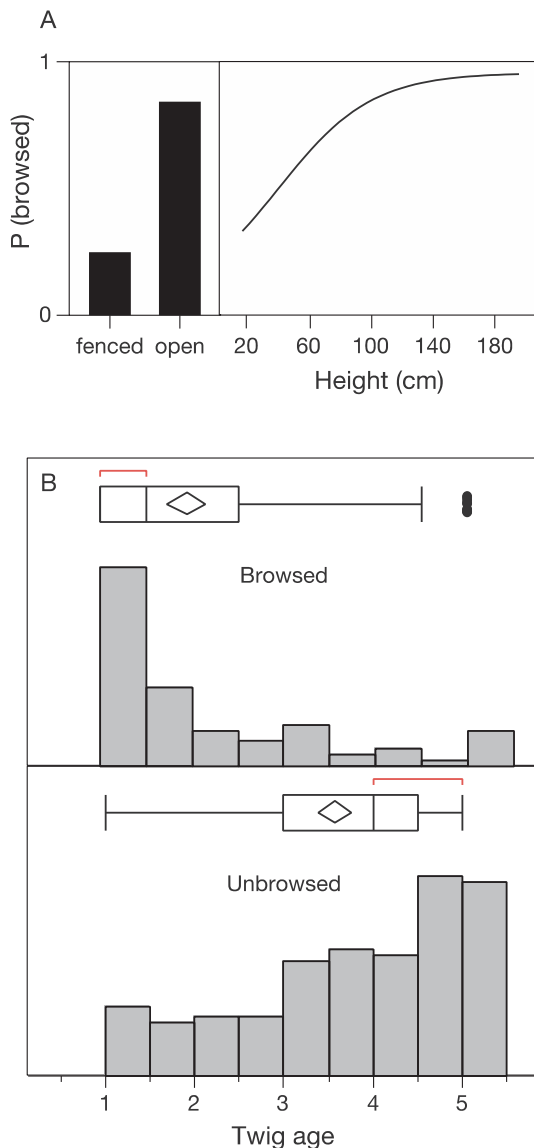 A
1
P (browsed)
0
fenced open
20 60 100 140 180
Height (cm)
B
Browsed
Unbrowsed
1 2 3 4 5
Twig age